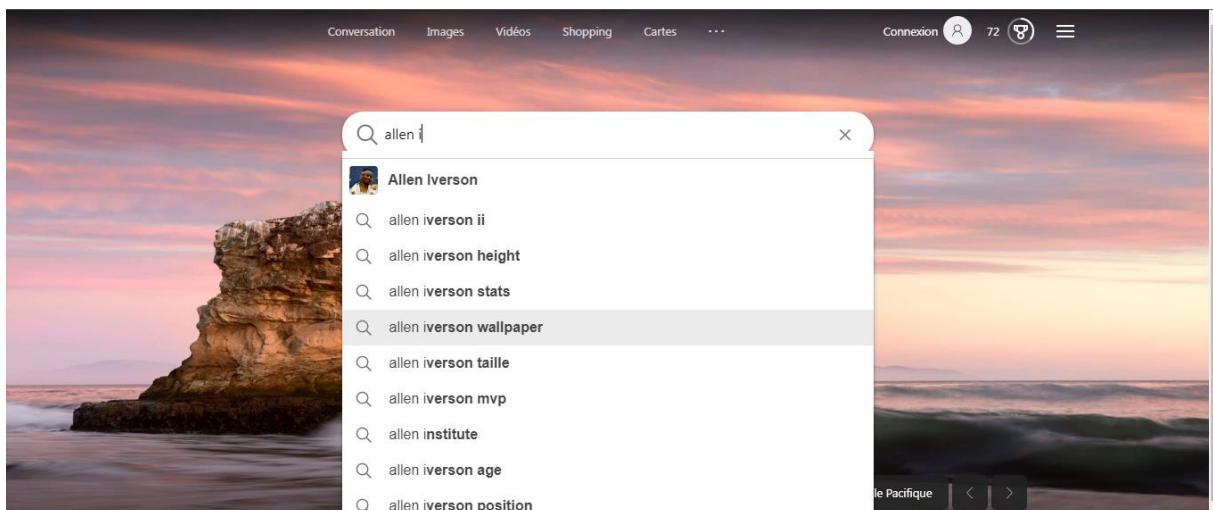 Conversation Images Vidéos Shopping Cartes ... Connexion 72
allen i
Allen Iverson
allen iverson ii
allen iverson height
allen iverson stats
allen iverson wallpaper
allen iverson taille
allen iverson mvp
allen institute
allen iverson age
allen iverson position
le Pacifique